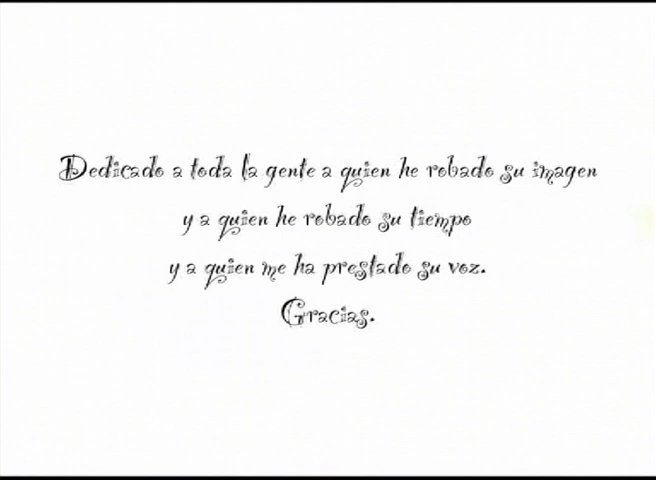 Dedicado a toda la gente a quien he robado su imagen
y a quien he robado su tiempo
y a quien me ha prestado su voz.
Gracias.